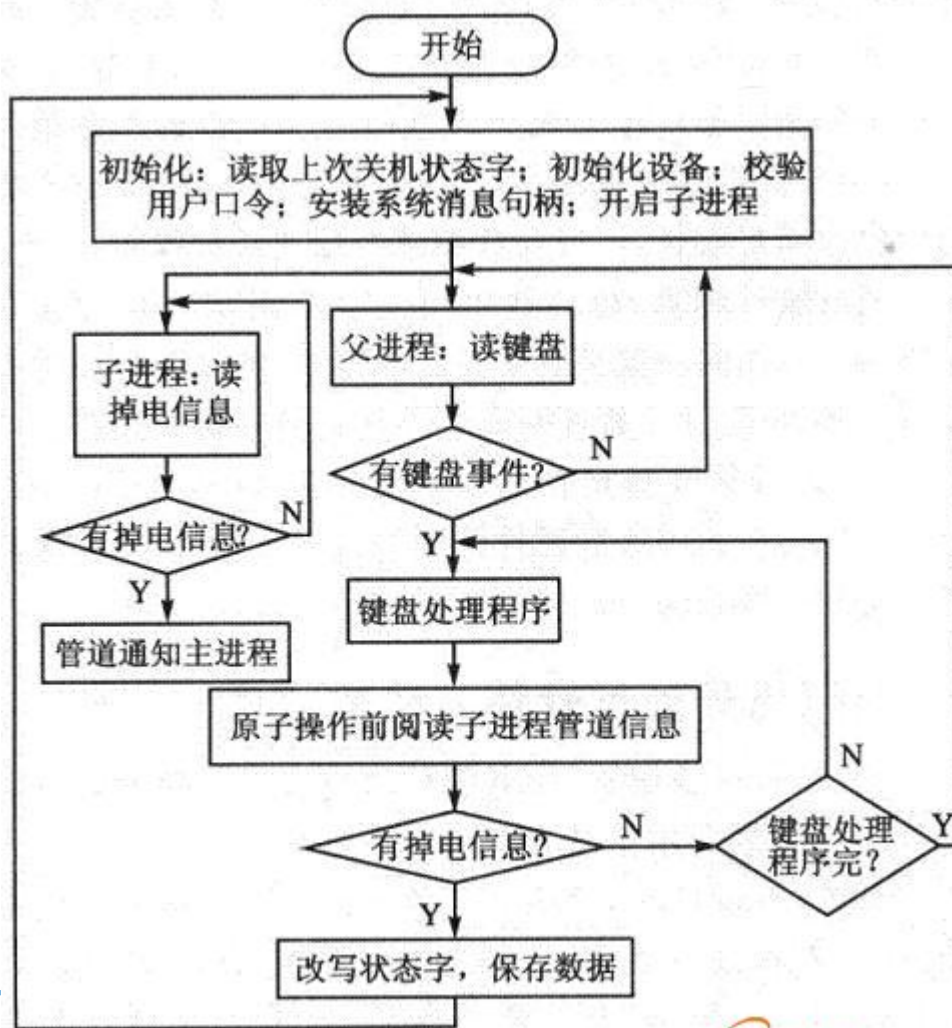 开始
初始化：读取上次关机状态字；初始化设备；校验
用户口令；安装系统消息句柄；开启子进程
子进程：读
掉电信息
父进程：读键盘
有键盘事件?
N
有掉电信息?
N
Y
Y
管道通知主进程
键盘处理程序
原子操作前阅读子进程管道信息
N
有掉电信息?
N
键盘处理
程序完?
Y
Y
改写状态字，保存数据